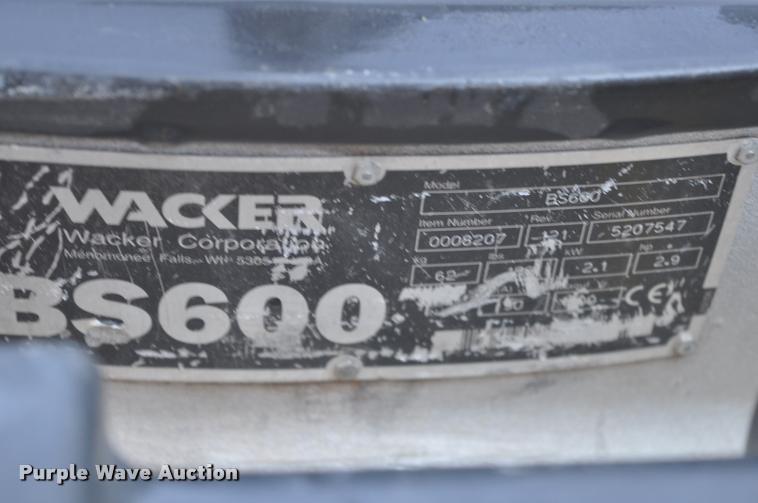 WACKER
Wacker Corporation
Menomonee Falls, WI
BS600
Model
BS600
Item Number Rev. Serial Number
0008207 121 5207547
kg lbs kW hp
62 2.1 2.9
CE
Purple Wave Auction